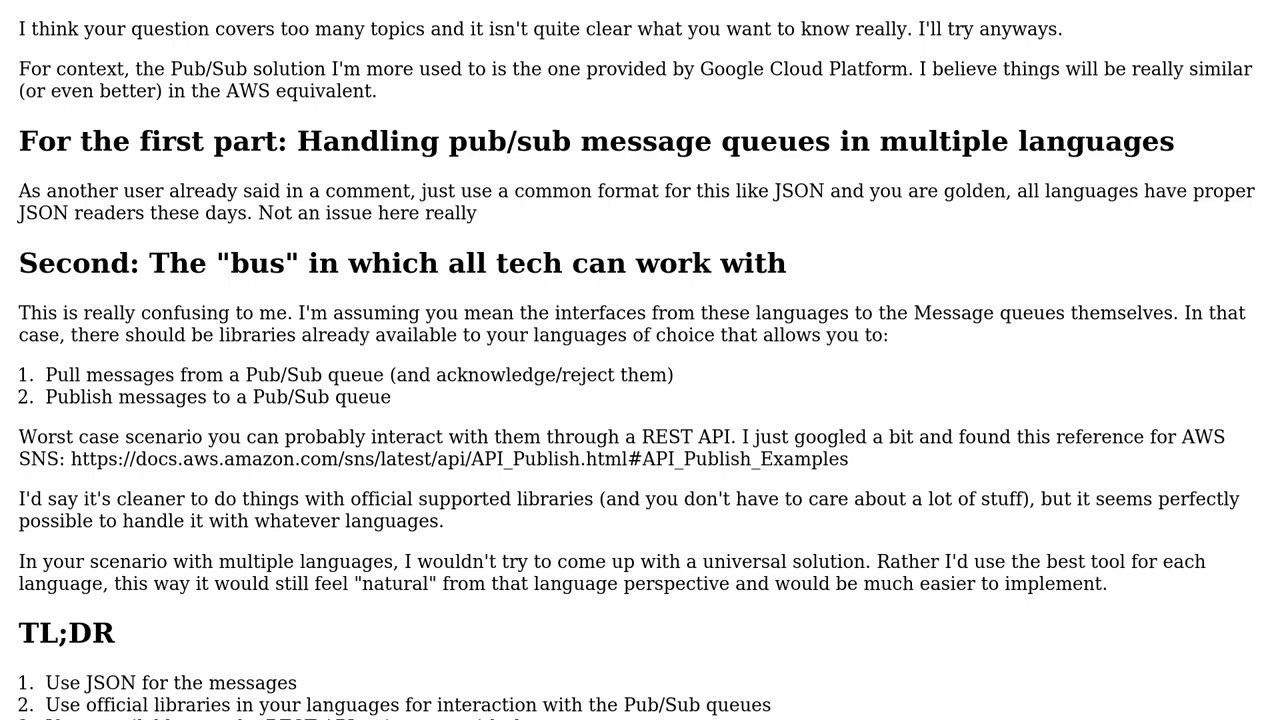 I think your question covers too many topics and it isn't quite clear what you want to know really. I'll try anyways.
For context, the Pub/Sub solution I'm more used to is the one provided by Google Cloud Platform. I believe things will be really similar
(or even better) in the AWS equivalent.
For the first part: Handling pub/sub message queues in multiple languages
As another user already said in a comment, just use a common format for this like JSON and you are golden, all languages have proper
JSON readers these days. Not an issue here really
Second: The "bus" in which all tech can work with
This is really confusing to me. I'm assuming you mean the interfaces from these languages to the Message queues themselves. In that
case, there should be libraries already available to your languages of choice that allows you to:
1. Pull messages from a Pub/Sub queue (and acknowledge/reject them)
2. Publish messages to a Pub/Sub queue
Worst case scenario you can probably interact with them through a REST API. I just googled a bit and found this reference for AWS
SNS: https://docs.aws.amazon.com/sns/latest/api/API_Publish.html#API_Publish_Examples
I'd say it's cleaner to do things with official supported libraries (and you don't have to care about a lot of stuff), but it seems perfectly
possible to handle it with whatever languages.
In your scenario with multiple languages, I wouldn't try to come up with a universal solution. Rather I'd use the best tool for each
language, this way it would still feel "natural" from that language perspective and would be much easier to implement.
TL;DR
1. Use JSON for the messages
2. Use official libraries in your languages for interaction with the Pub/Sub queues